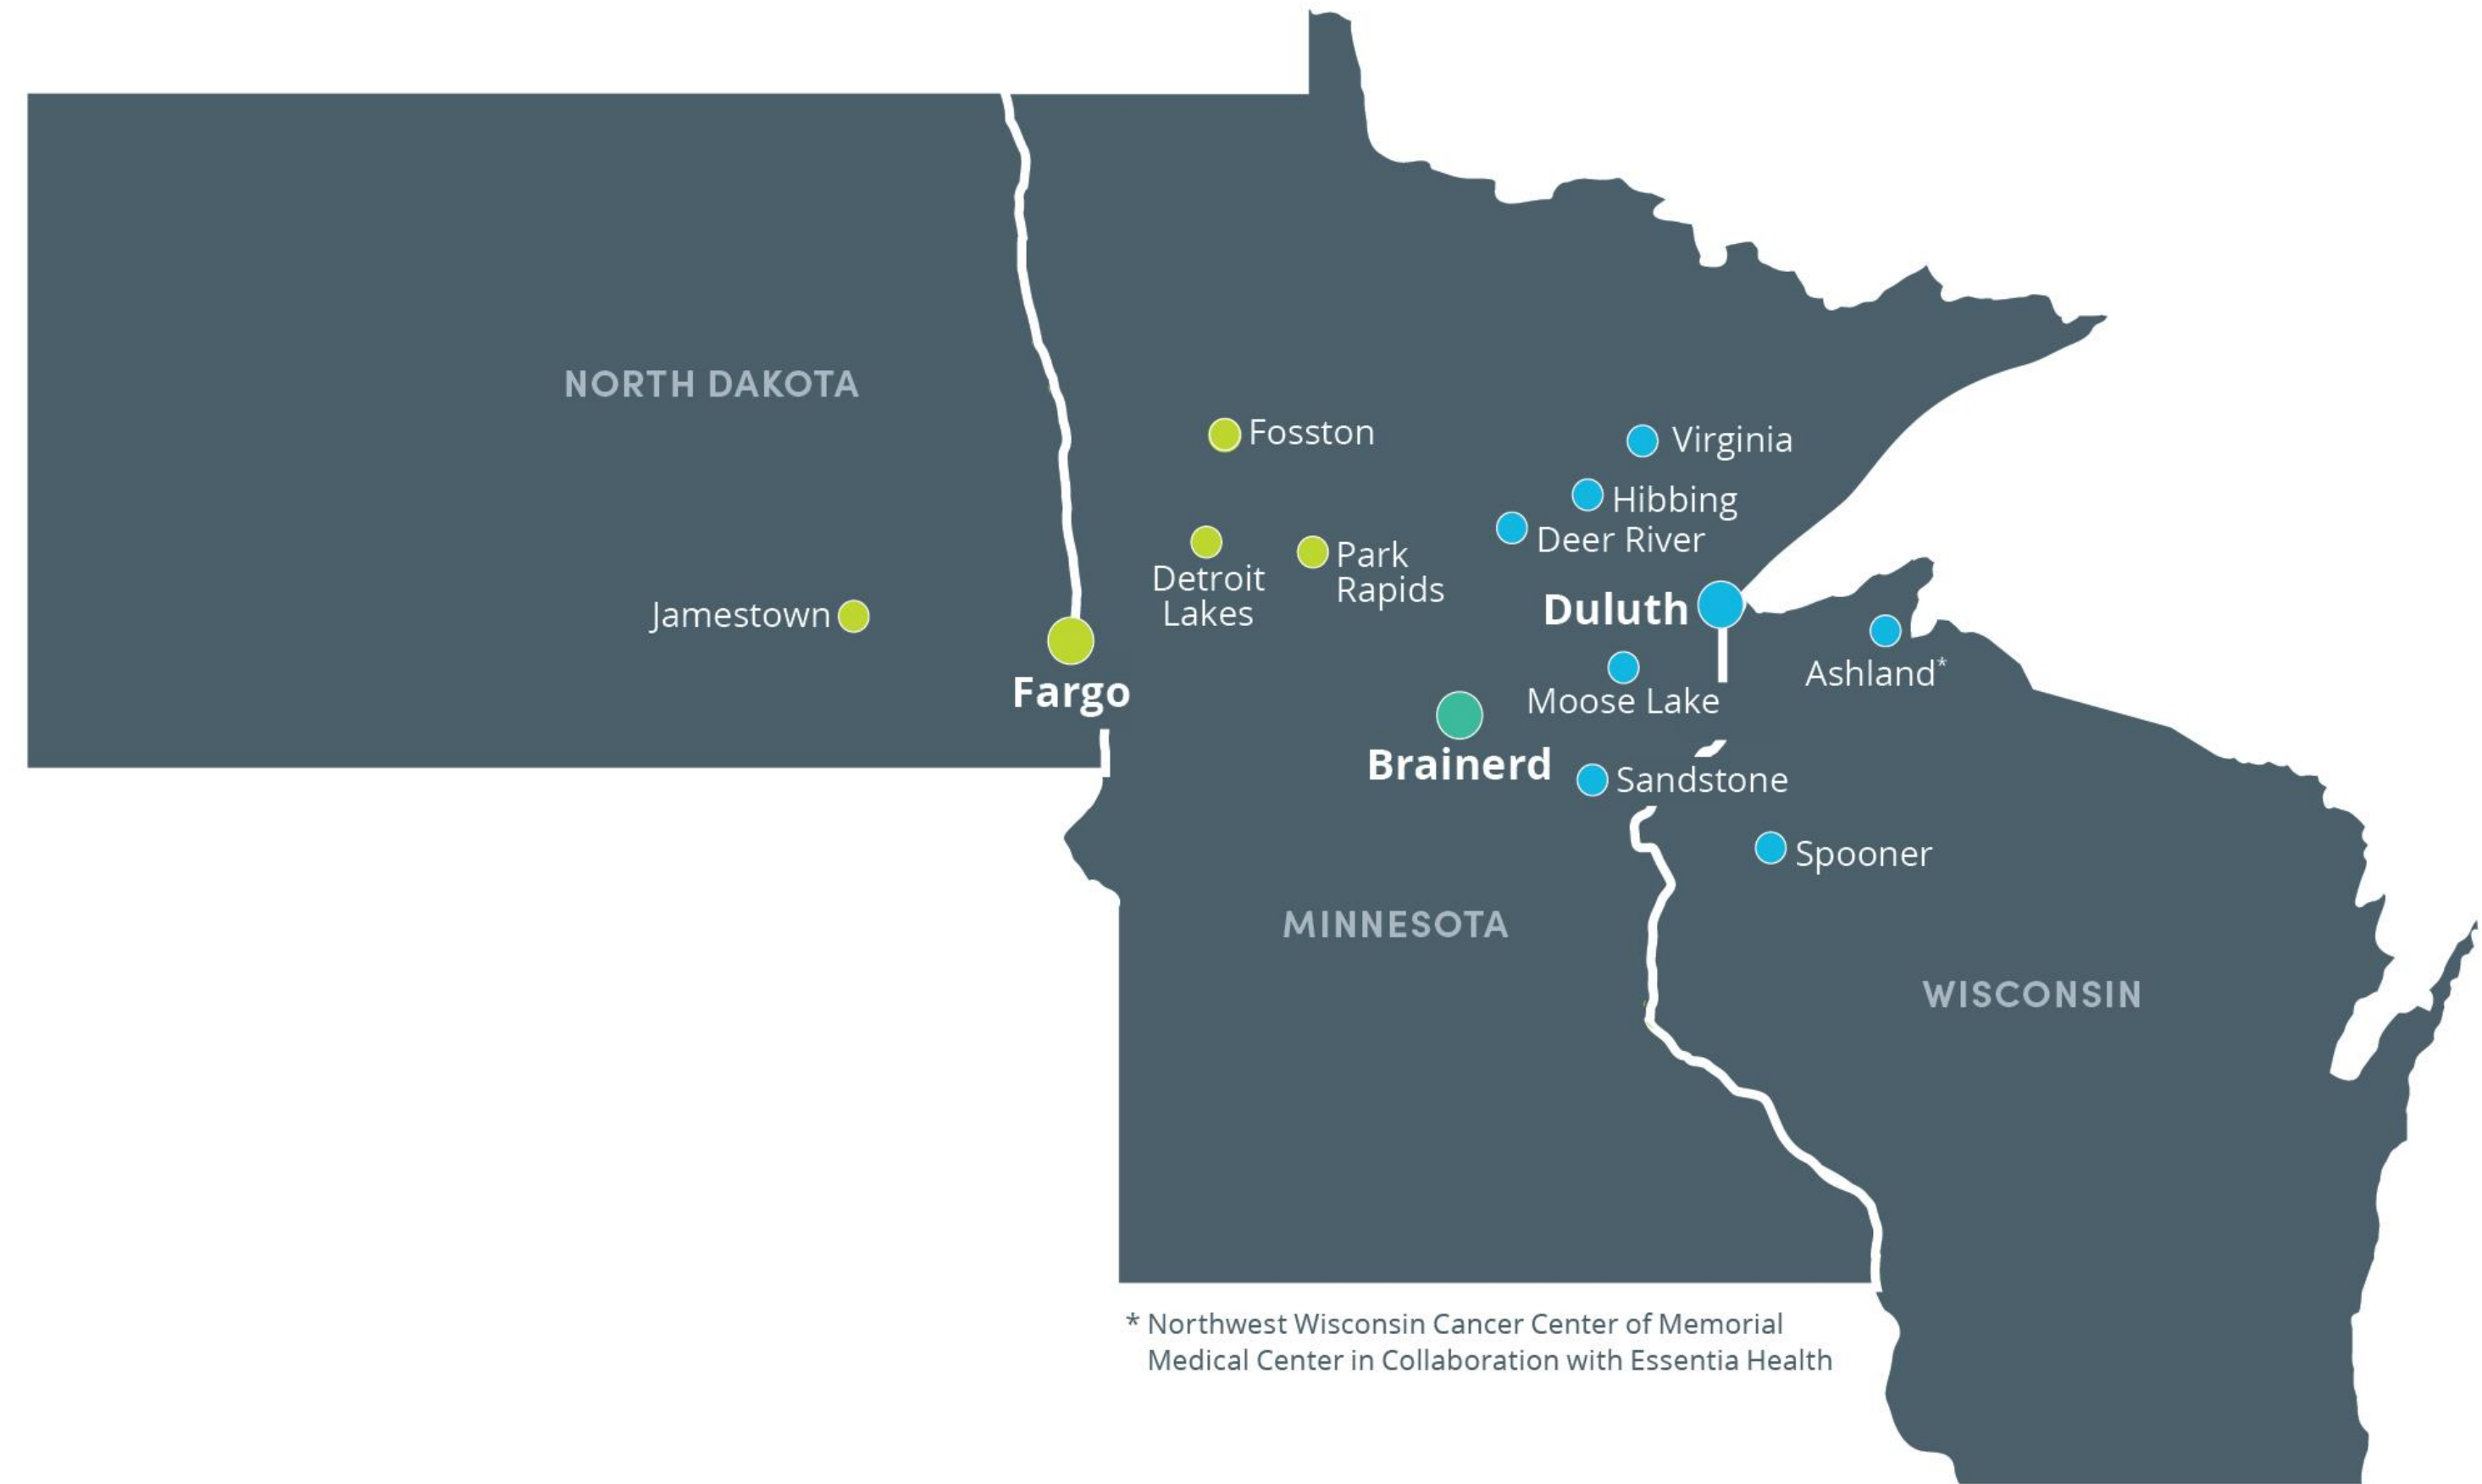 NORTH DAKOTA
Fosston
Virginia
Hibbing
Deer River
Park
Rapids
Detroit
Lakes
Duluth
Jamestown
Ashland*
Fargo
Moose Lake
Brainerd
Sandstone
Spooner
MINNESOTA
WISCONSIN
* Northwest Wisconsin Cancer Center of Memorial
Medical Center in Collaboration with Essentia Health